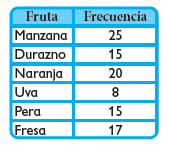 Fruta Frecuencia
Manzana 25
Durazno 15
Naranja 20
Uva 8
Pera 15
Fresa 17